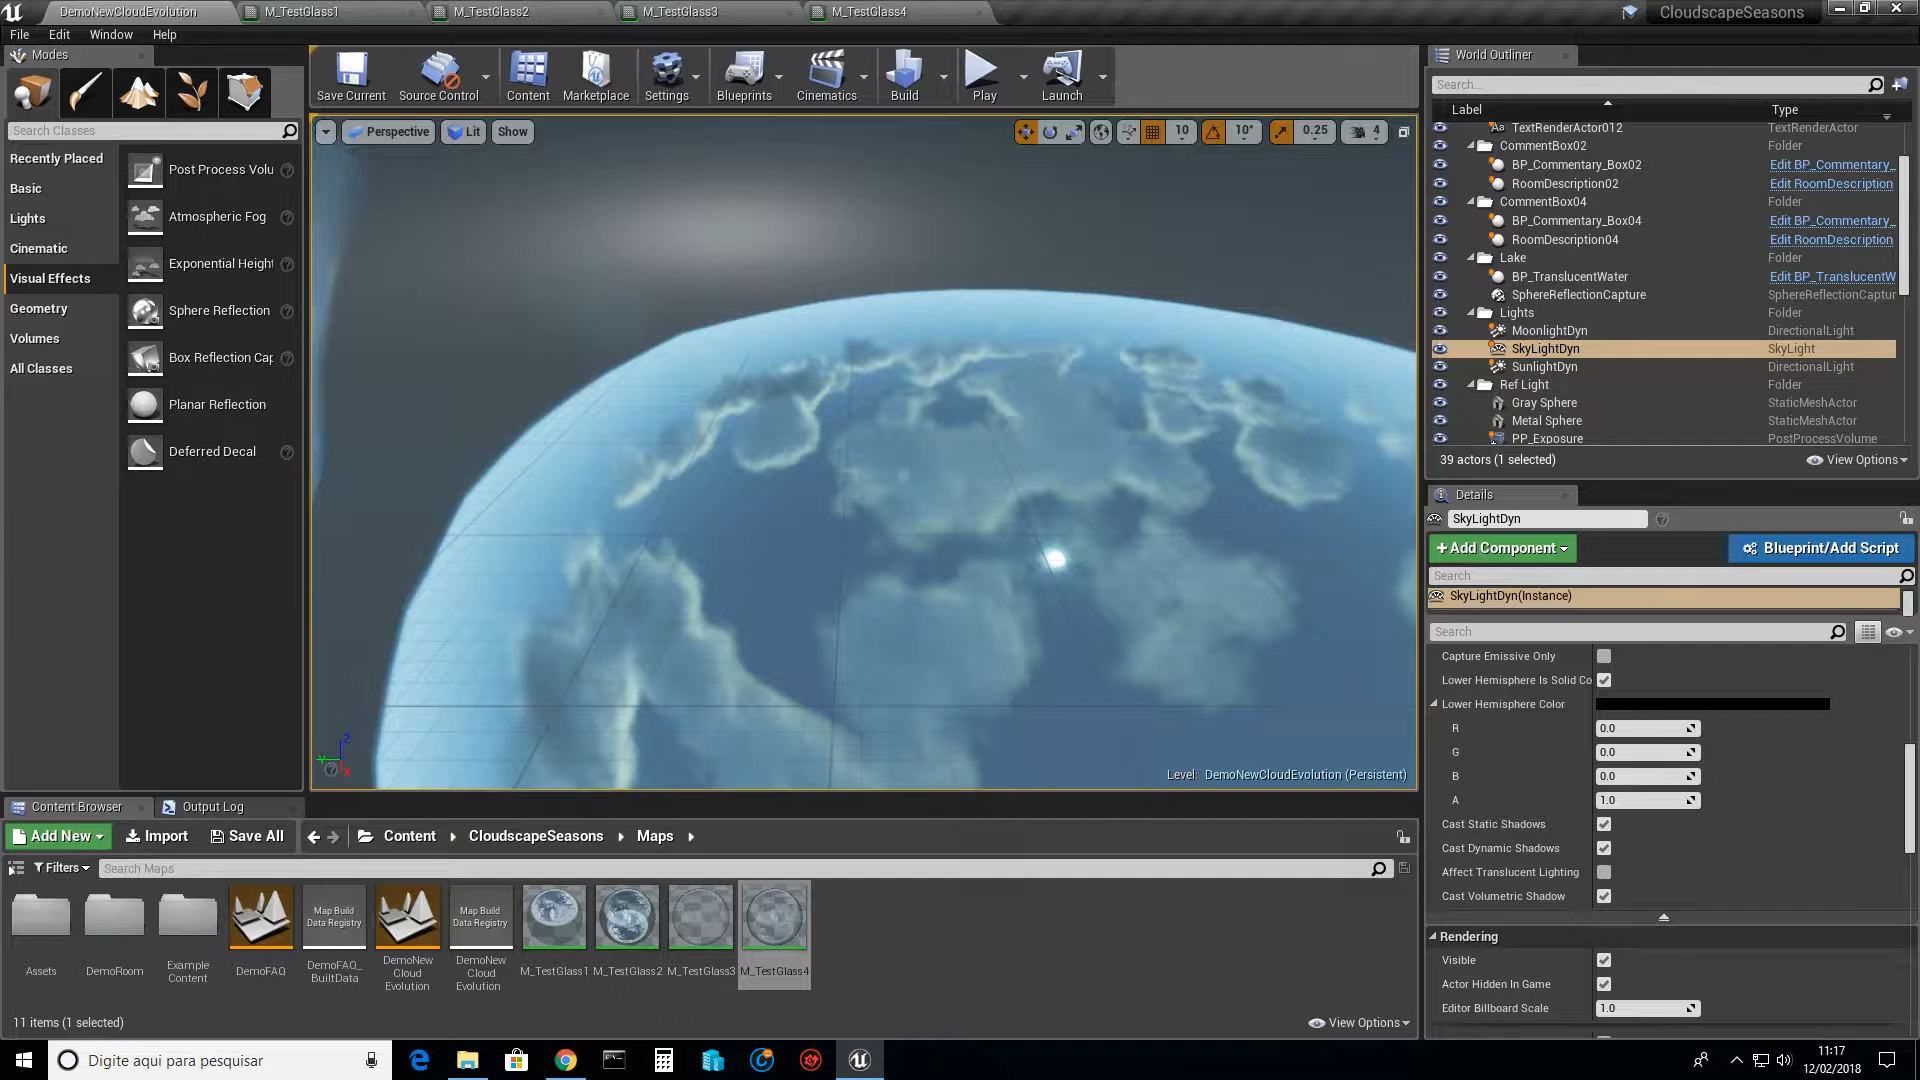 DemoNewCloudEvolution
M_TestGlass1
M_TestGlass2
M_TestGlass3
M_TestGlass4
CloudscapeSeasons
File
Edit
Window
Help
Modes
Search Classes
Recently Placed
Basic
Lights
Cinematic
Visual Effects
Geometry
Volumes
All Classes
Post Process Volu
Atmospheric Fog
Exponential Height
Sphere Reflection
Box Reflection Cap
Planar Reflection
Deferred Decal
Save Current
Source Control
Content
Marketplace
Settings
Blueprints
Cinematics
Build
Play
Launch
Perspective
Lit
Show
10
10°
0.25
4
Level: DemoNewCloudEvolution (Persistent)
World Outliner
Search...
Label
Type
TextRenderActor012 TextRenderActor
CommentBox02 Folder
BP_Commentary_Box02 Edit BP_Commentary_
RoomDescription02 Edit RoomDescription
CommentBox04 Folder
BP_Commentary_Box04 Edit BP_Commentary_
RoomDescription04 Edit RoomDescription
Lake Folder
BP_TranslucentWater Edit BP_TranslucentW
SphereReflectionCapture SphereReflectionCaptur
Lights Folder
MoonlightDyn DirectionalLight
SkyLightDyn SkyLight
SunlightDyn DirectionalLight
Ref Light Folder
Gray Sphere StaticMeshActor
Metal Sphere StaticMeshActor
PP_Exposure PostProcessVolume
39 actors (1 selected)
View Options
Details
SkyLightDyn
+Add Component
Blueprint/Add Script
Search
SkyLightDyn(Instance)
Search
Capture Emissive Only
Lower Hemisphere Is Solid Co
Lower Hemisphere Color
R 0.0
G 0.0
B 0.0
A 1.0
Cast Static Shadows
Cast Dynamic Shadows
Affect Translucent Lighting
Cast Volumetric Shadow
Rendering
Visible
Actor Hidden In Game
Editor Billboard Scale 1.0
Content Browser
Output Log
Add New
Import
Save All
Content
CloudscapeSeasons
Maps
Filters
Search Maps
Assets
DemoRoom
Example
Content
DemoFAQ
Map Build
Data Registry
DemoFAQ_
BuiltData
DemoNew
Cloud
Evolution
Map Build
Data Registry
DemoNew
Cloud
Evolution
M_TestGlass1
M_TestGlass2
M_TestGlass3
M_TestGlass4
11 items (1 selected)
View Options
Digite aqui para pesquisar
11:17
12/02/2018